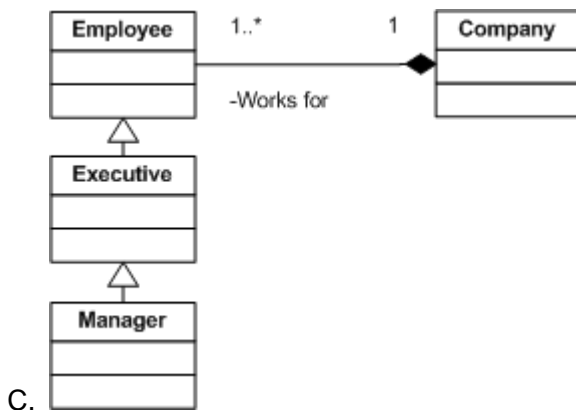 Employee 1..* 1 Company
-Works for
Executive
Manager
C.